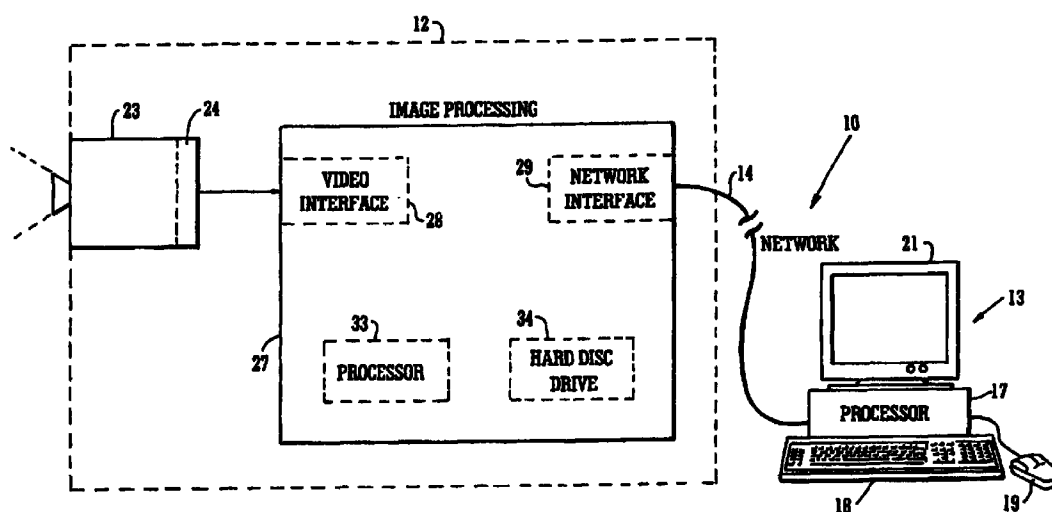 12
23
24
IMAGE PROCESSING
10
VIDEO
INTERFACE
28
29
NETWORK
INTERFACE
14
NETWORK
21
13
33
PROCESSOR
34
HARD DISC
DRIVE
27
17
PROCESSOR
18
19